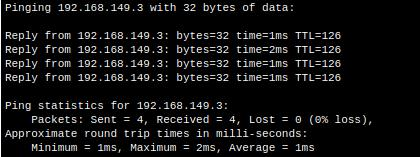 Pinging 192.168.149.3 with 32 bytes of data:
Reply from 192.168.149.3: bytes=32 time=1ms TTL=126
Reply from 192.168.149.3: bytes=32 time=1ms TTL=126
Reply from 192.168.149.3: bytes=32 time=1ms TTL=126
Reply from 192.168.149.3: bytes=32 time=1ms TTL=126
Ping statistics for 192.168.149.3:
Packets: Sent = 4, Received = 4, Lost = 0 (0% loss),
Approximate round trip times in milli-seconds:
Minimum = 1ms, Maximum = 2ms, Average = 1ms